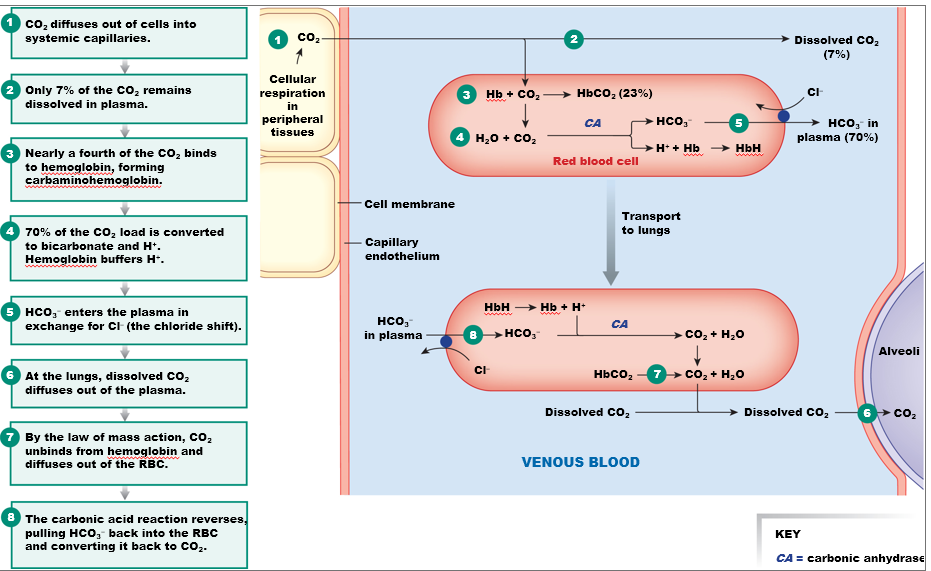 1 CO₂ diffuses out of cells into
systemic capillaries.
2 Only 7% of the CO₂ remains
dissolved in plasma.
3 Nearly a fourth of the CO₂ binds
to hemoglobin, forming
carbaminohemoglobin.
4 70% of the CO₂ load is converted
to bicarbonate and H⁺.
Hemoglobin buffers H⁺.
5 HCO₃⁻ enters the plasma in
exchange for Cl⁻ (the chloride shift).
6 At the lungs, dissolved CO₂
diffuses out of the plasma.
7 By the law of mass action, CO₂
unbinds from hemoglobin and
diffuses out of the RBC.
8 The carbonic acid reaction reverses,
pulling HCO₃⁻ back into the RBC
and converting it back to CO₂.
1 CO₂
Cellular
respiration
in
peripheral
tissues
2
Dissolved CO₂
(7%)
3 Hb + CO₂ HbCO₂ (23%)
Cl⁻
4 H₂O + CO₂ CA HCO₃⁻ 5
HCO₃⁻ in
plasma (70%)
H⁺ + Hb HbH
Red blood cell
Cell membrane
Capillary
endothelium
Transport
to lungs
HbH Hb + H⁺
HCO₃⁻
in plasma
8 HCO₃⁻ CA CO₂ + H₂O
Cl⁻
HbCO₂ 7 CO₂ + H₂O
Alveoli
Dissolved CO₂ Dissolved CO₂ 6 CO₂
VENOUS BLOOD
KEY
CA = carbonic anhydrase